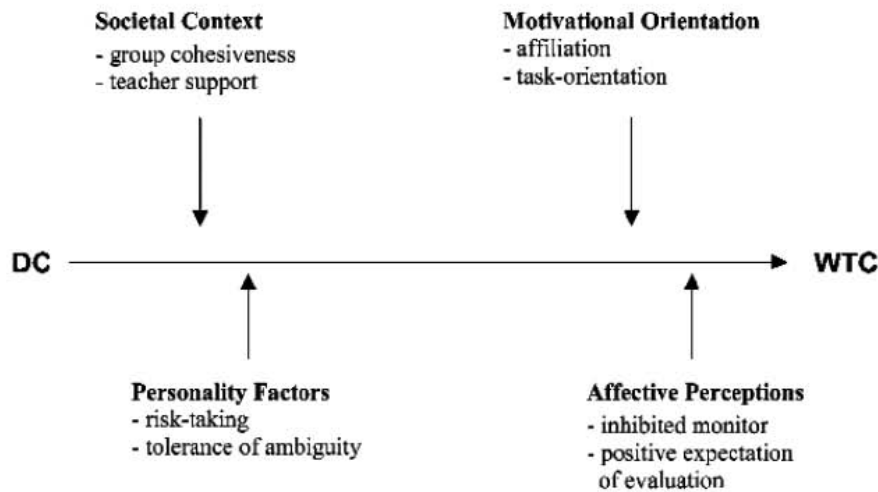 Societal Context
- group cohesiveness
- teacher support
Motivational Orientation
- affiliation
- task-orientation
DC
WTC
Personality Factors
- risk-taking
- tolerance of ambiguity
Affective Perceptions
- inhibited monitor
- positive expectation
of evaluation